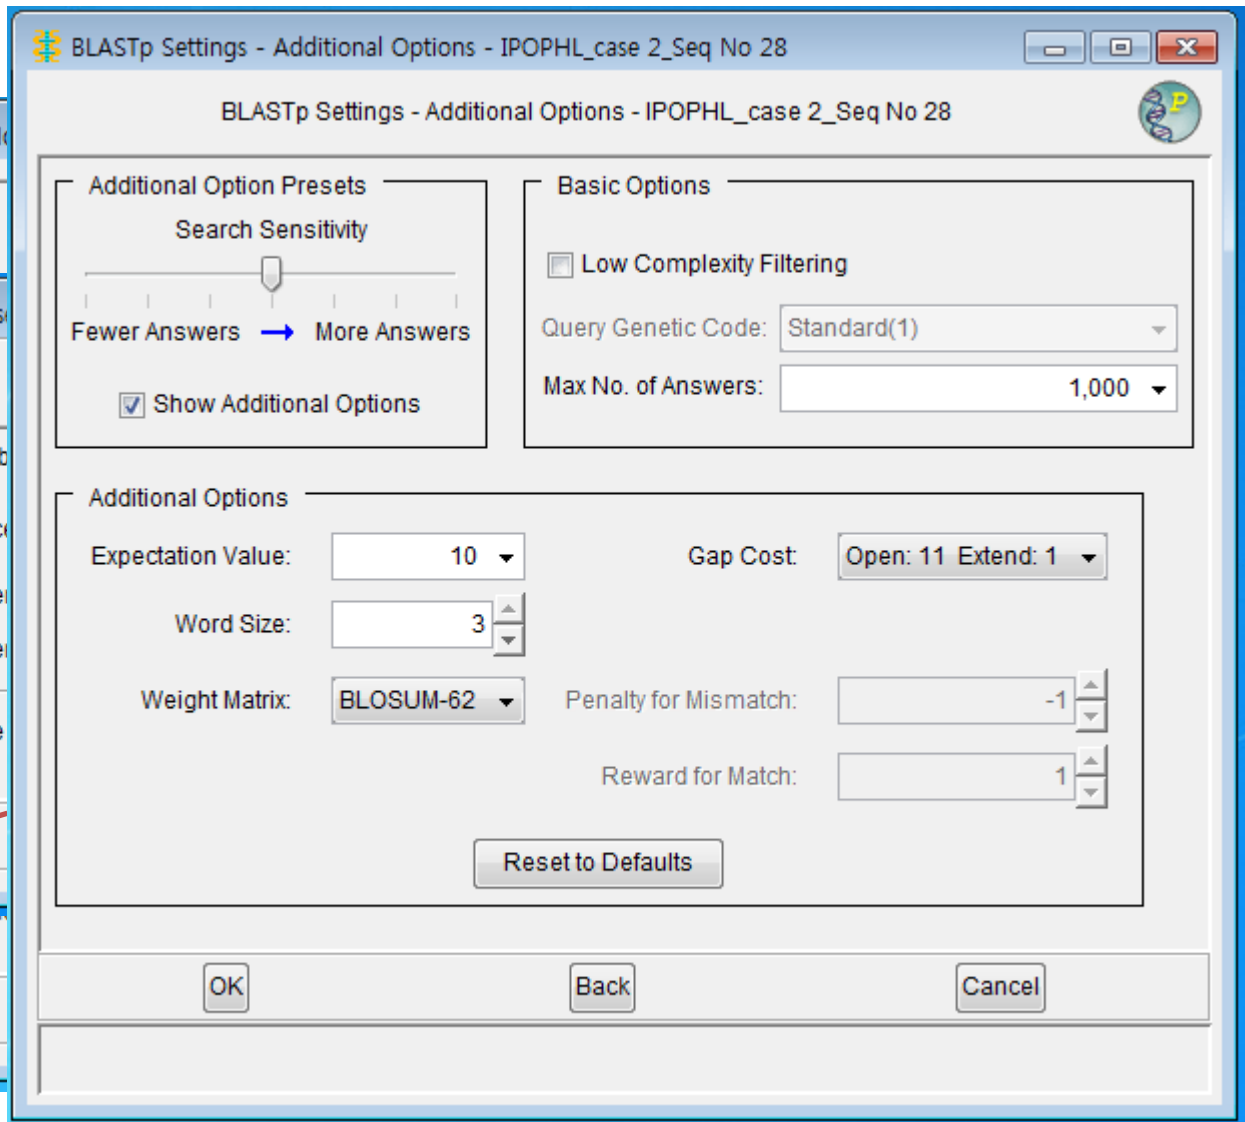 BLASTp Settings - Additional Options - IPOPHL_case 2_Seq No 28
BLASTp Settings - Additional Options - IPOPHL_case 2_Seq No 28
P
Additional Option Presets
Search Sensitivity
Fewer Answers → More Answers
Show Additional Options
Basic Options
Low Complexity Filtering
Query Genetic Code: Standard(1)
Max No. of Answers: 1,000
Additional Options
Expectation Value: 10 Gap Cost: Open: 11 Extend: 1
Word Size: 3
Weight Matrix: BLOSUM-62 Penalty for Mismatch: -1
Reward for Match: 1
Reset to Defaults
OK Back Cancel